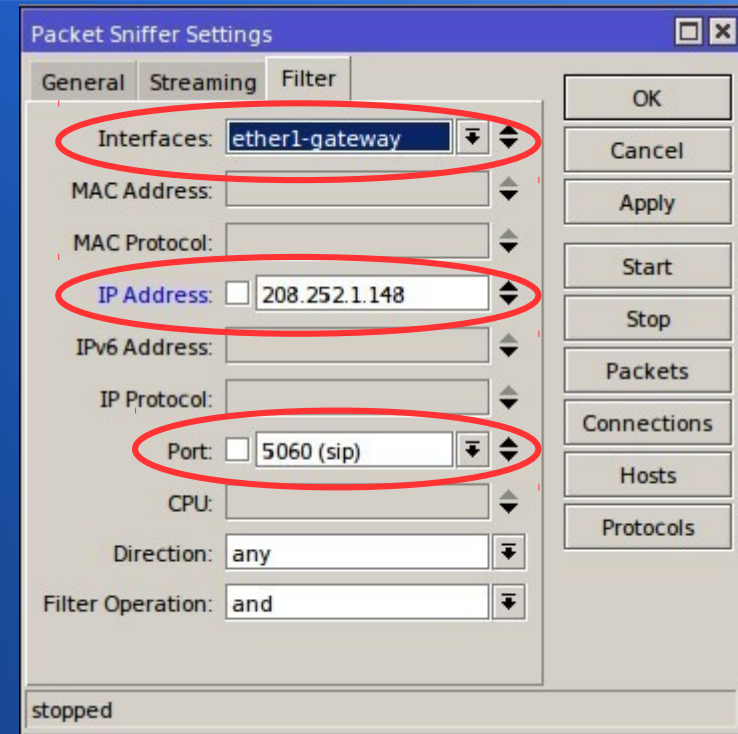 Packet Sniffer Settings
General Streaming Filter
Interfaces: ether1-gateway
MAC Address:
MAC Protocol:
IP Address: 208.252.1.148
IPv6 Address:
IP Protocol:
Port: 5060 (sip)
CPU:
Direction: any
Filter Operation: and
OK
Cancel
Apply
Start
Stop
Packets
Connections
Hosts
Protocols
stopped